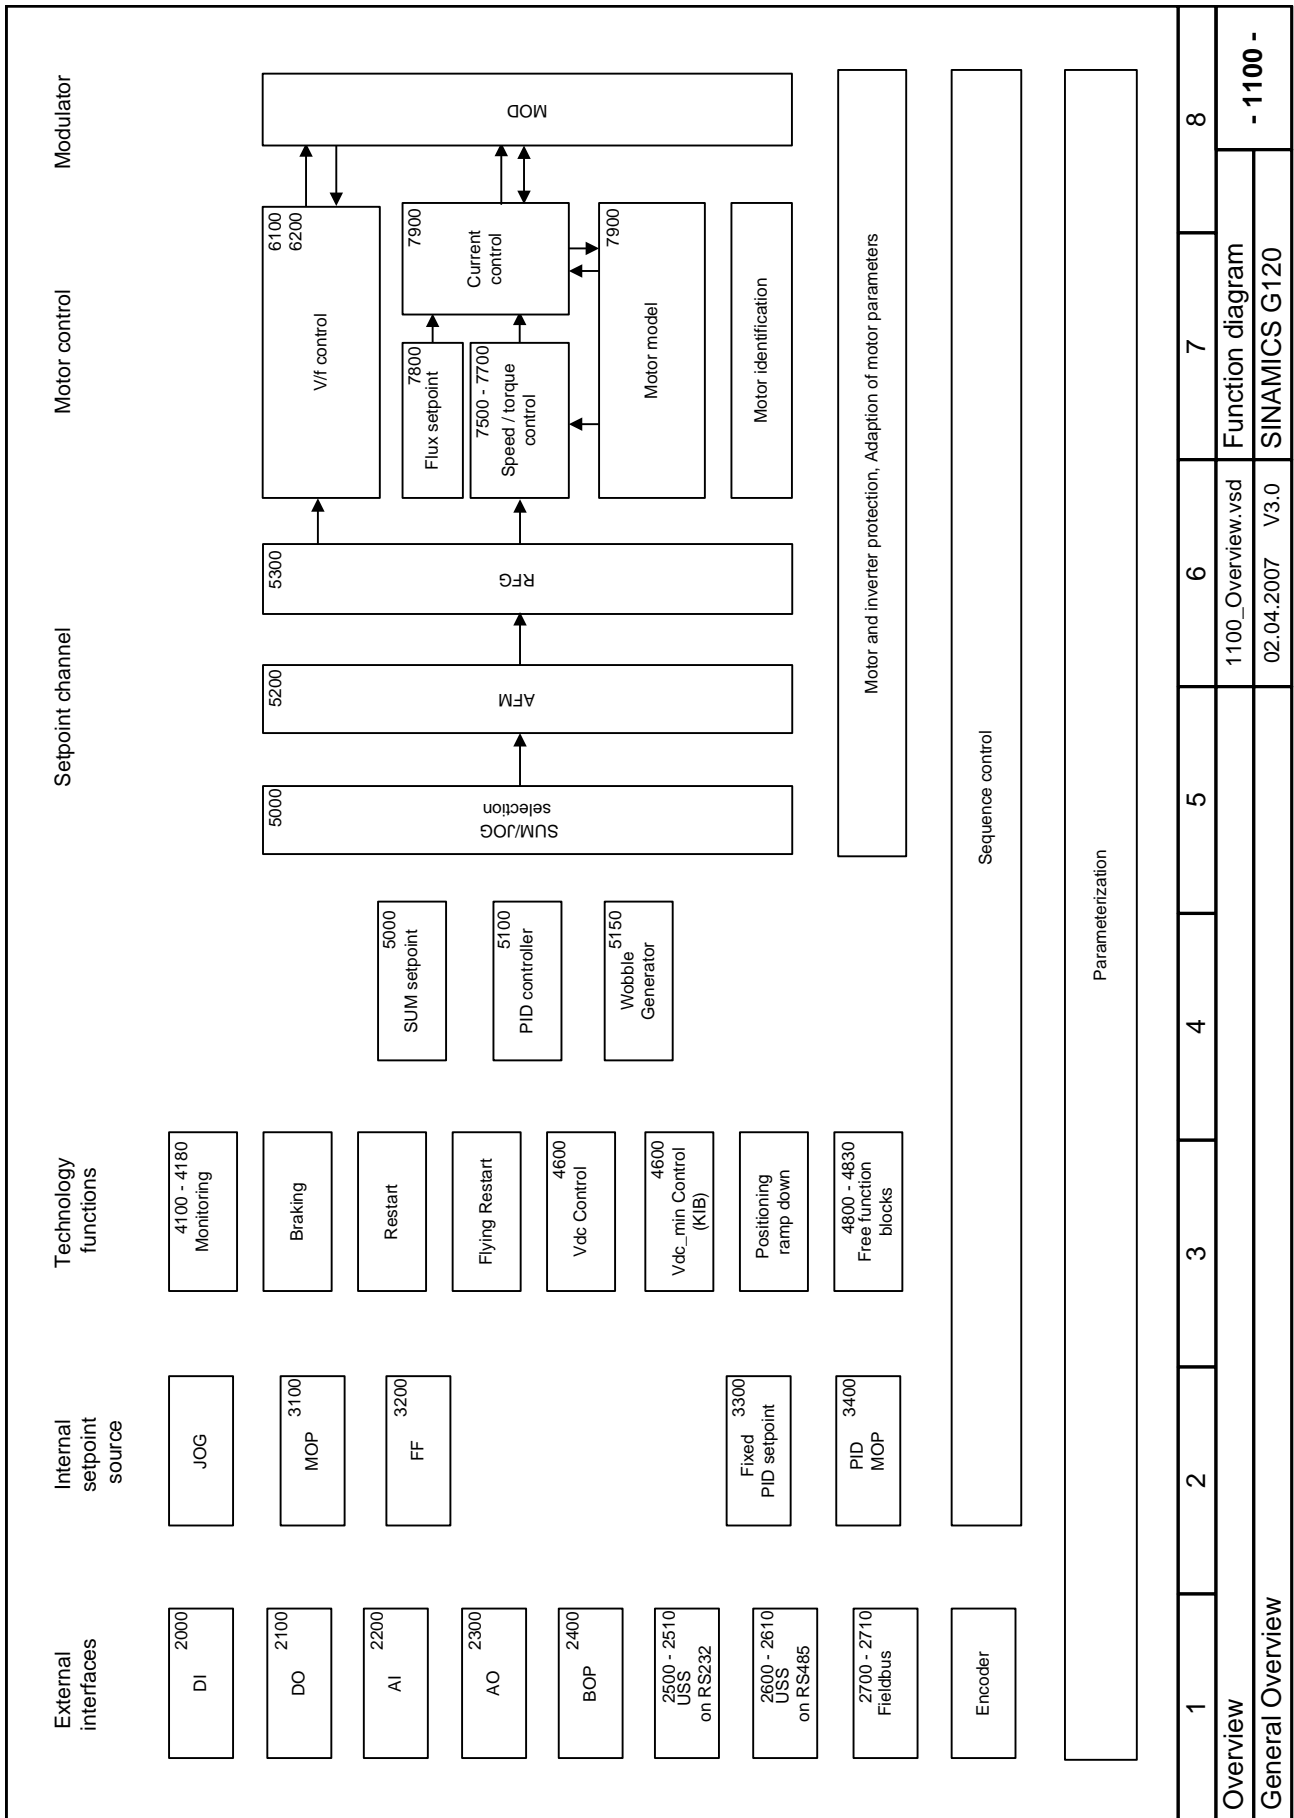 External
interfaces
Internal
setpoint
source
Technology
functions
Setpoint channel
Motor control
Modulator
2000
DI
2100
DO
2200
AI
2300
AO
2400
BOP
2500 - 2510
USS
on RS232
2600 - 2610
USS
on RS485
2700 - 2710
Fieldbus
Encoder
JOG
3100
MOP
3200
FF
3300
Fixed
PID setpoint
3400
PID
MOP
4100 - 4180
Monitoring
Braking
Restart
Flying Restart
4600
Vdc Control
4600
Vdc_min Control
(KIB)
Positioning
ramp down
4800 - 4830
Free function
blocks
5000
SUM setpoint
5100
PID controller
5150
Wobble
Generator
5000
SUM/JOG
selection
5200
AFM
5300
RFG
6100
6200
V/f control
7800
Flux setpoint
7500 - 7700
Speed / torque
control
7900
Current
control
7900
Motor model
Motor identification
MOD
Motor and inverter protection, Adaption of motor parameters
Sequence control
Parameterization
1
2
3
4
5
6
7
8
Overview
1100_Overview.vsd
Function diagram
- 1100 -
General Overview
02.04.2007 V3.0
SINAMICS G120